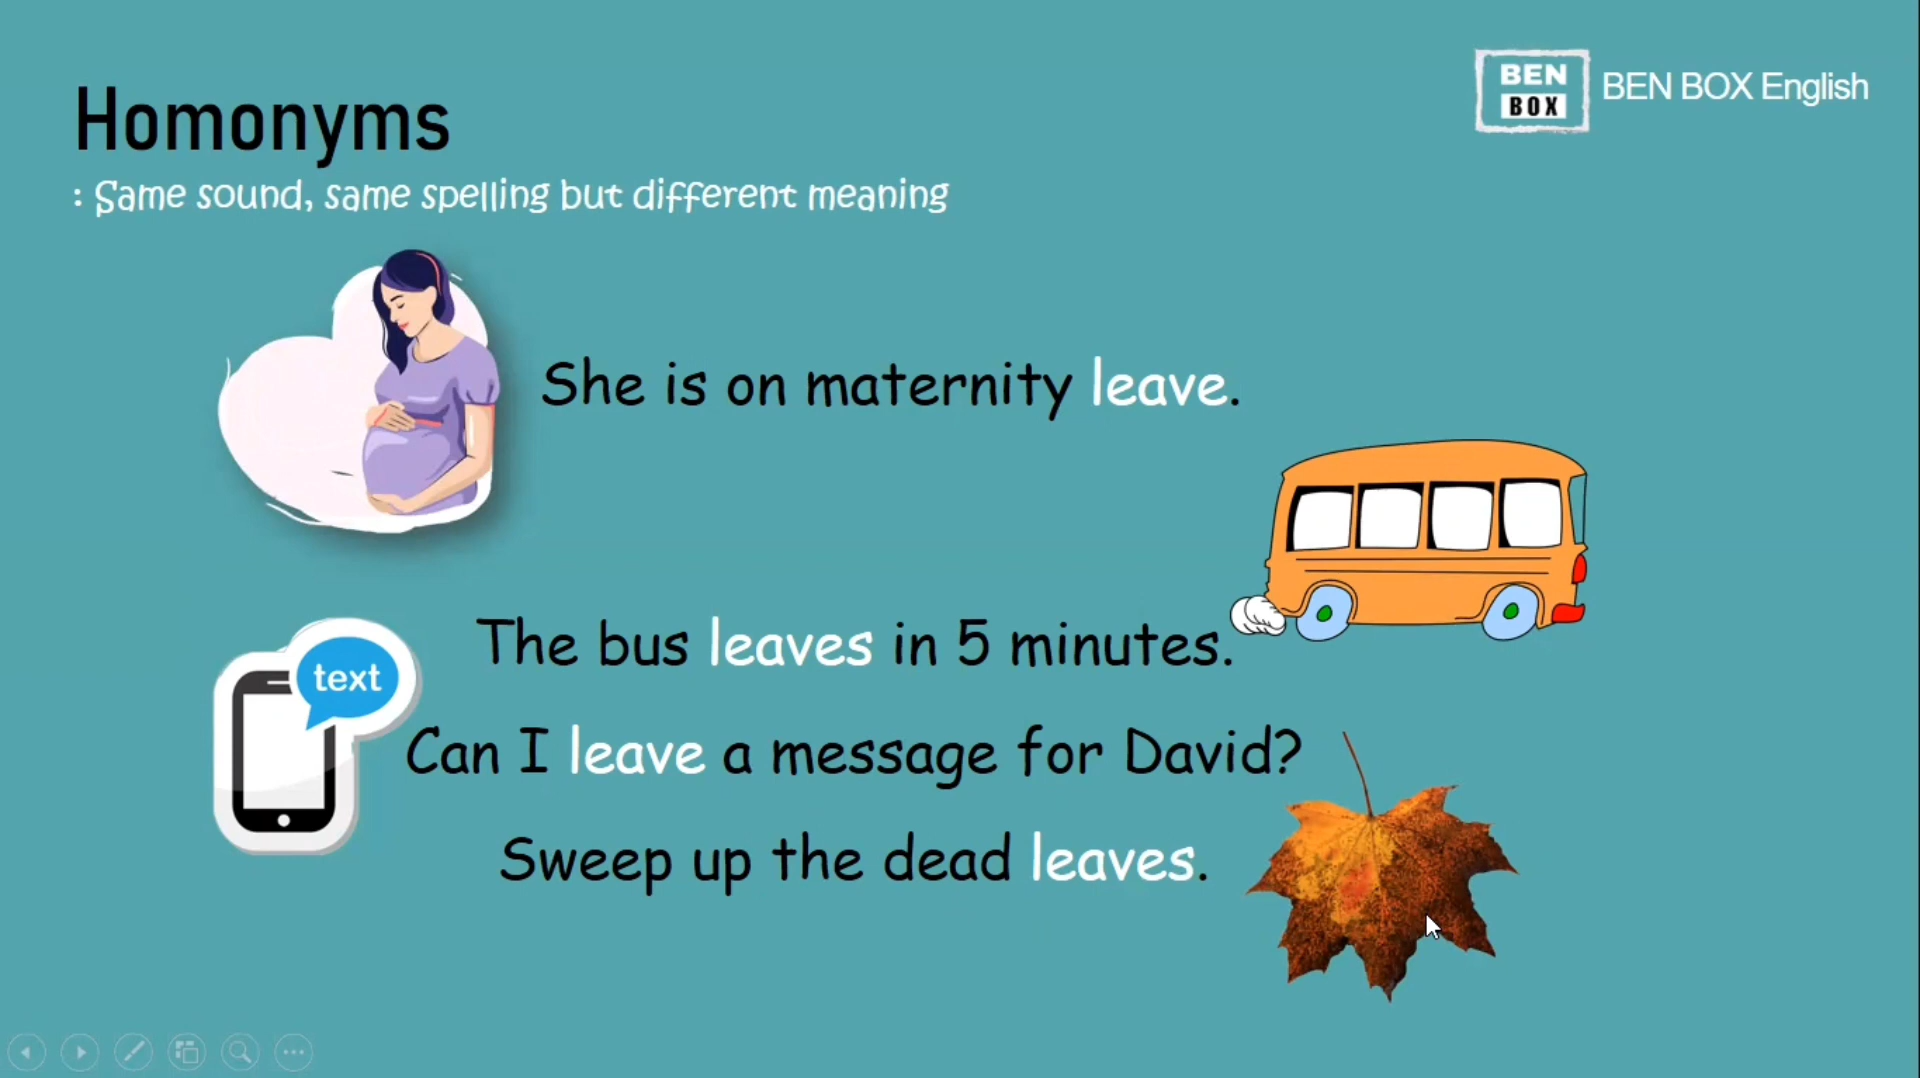 Homonyms
: Same sound, same spelling but different meaning
BEN
BOX
BEN BOX English
She is on maternity leave.
The bus leaves in 5 minutes.
text
Can I leave a message for David?
Sweep up the dead leaves.